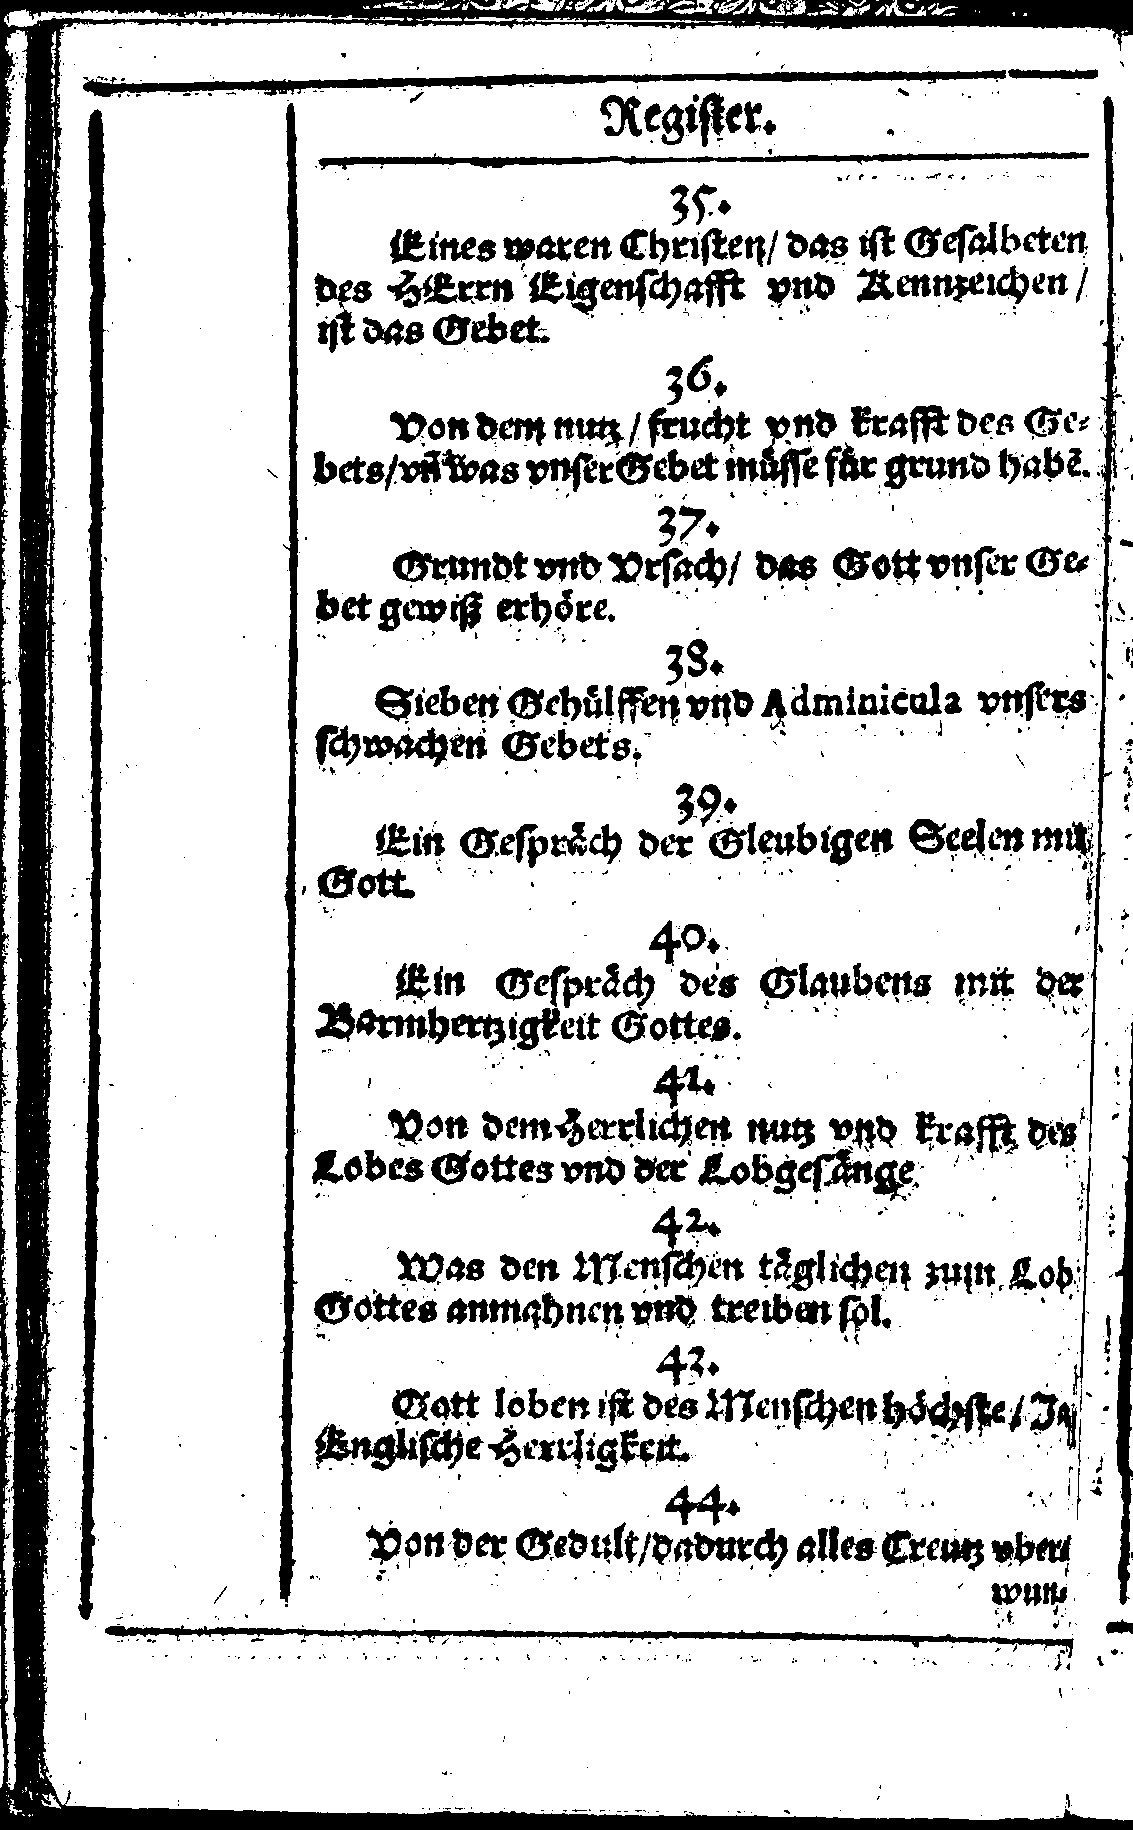 Regiſter.
35.
Eines waren Chriſten/ das iſt Geſalbeten
des HErrn Eigenſchafft vnd Kennzeichen/
iſt das Gebet.
36.
Von dem nutz/ frucht vnd krafft des Ge-
bets/ vñ was vnſer Gebet müſſe für grund habē.
37.
Grundt vnd Vrſach/ das Gott vnſer Ge-
bet gewiß erhöre.
38.
Sieben Gehülffen vnd Adminicula vnſers
ſchwachen Gebets.
39.
Ein Geſpräch der Gleubigen Seelen mit
Gott.
40.
Ein Geſpräch des Glaubens mit der
Barmhertzigkeit Gottes.
41.
Von dem Herrlichen nutz vnd krafft des
Lobes Gottes vnd der Lobgeſänge
42.
Was den Menſchen täglichen zum Lob
Gottes anmahnen vnd treiben ſol.
43.
Gott loben iſt des Menſchen höchſte/ Ja
Engliſche Herrligkeit.
44.
Von der Gedult/ dadurch alles Creutz vber
wun-